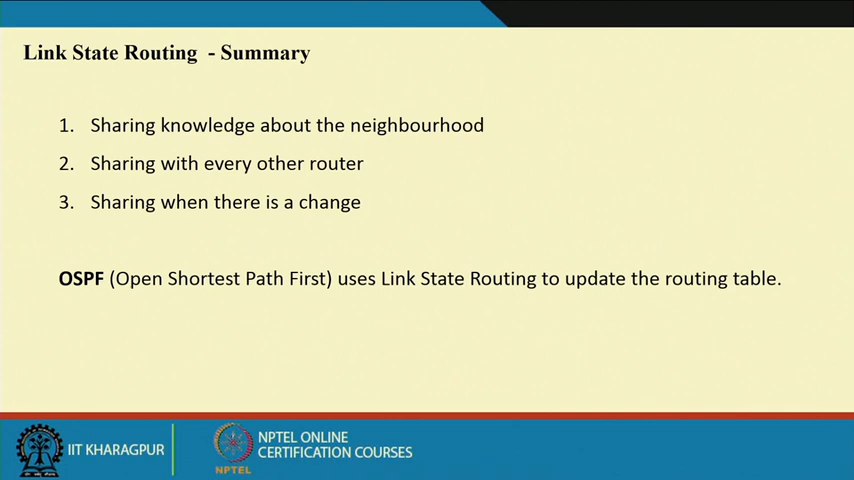 Link State Routing - Summary
1. Sharing knowledge about the neighbourhood
2. Sharing with every other router
3. Sharing when there is a change
OSPF (Open Shortest Path First) uses Link State Routing to update the routing table.
IIT KHARAGPUR
NPTEL
NPTEL ONLINE
CERTIFICATION COURSES